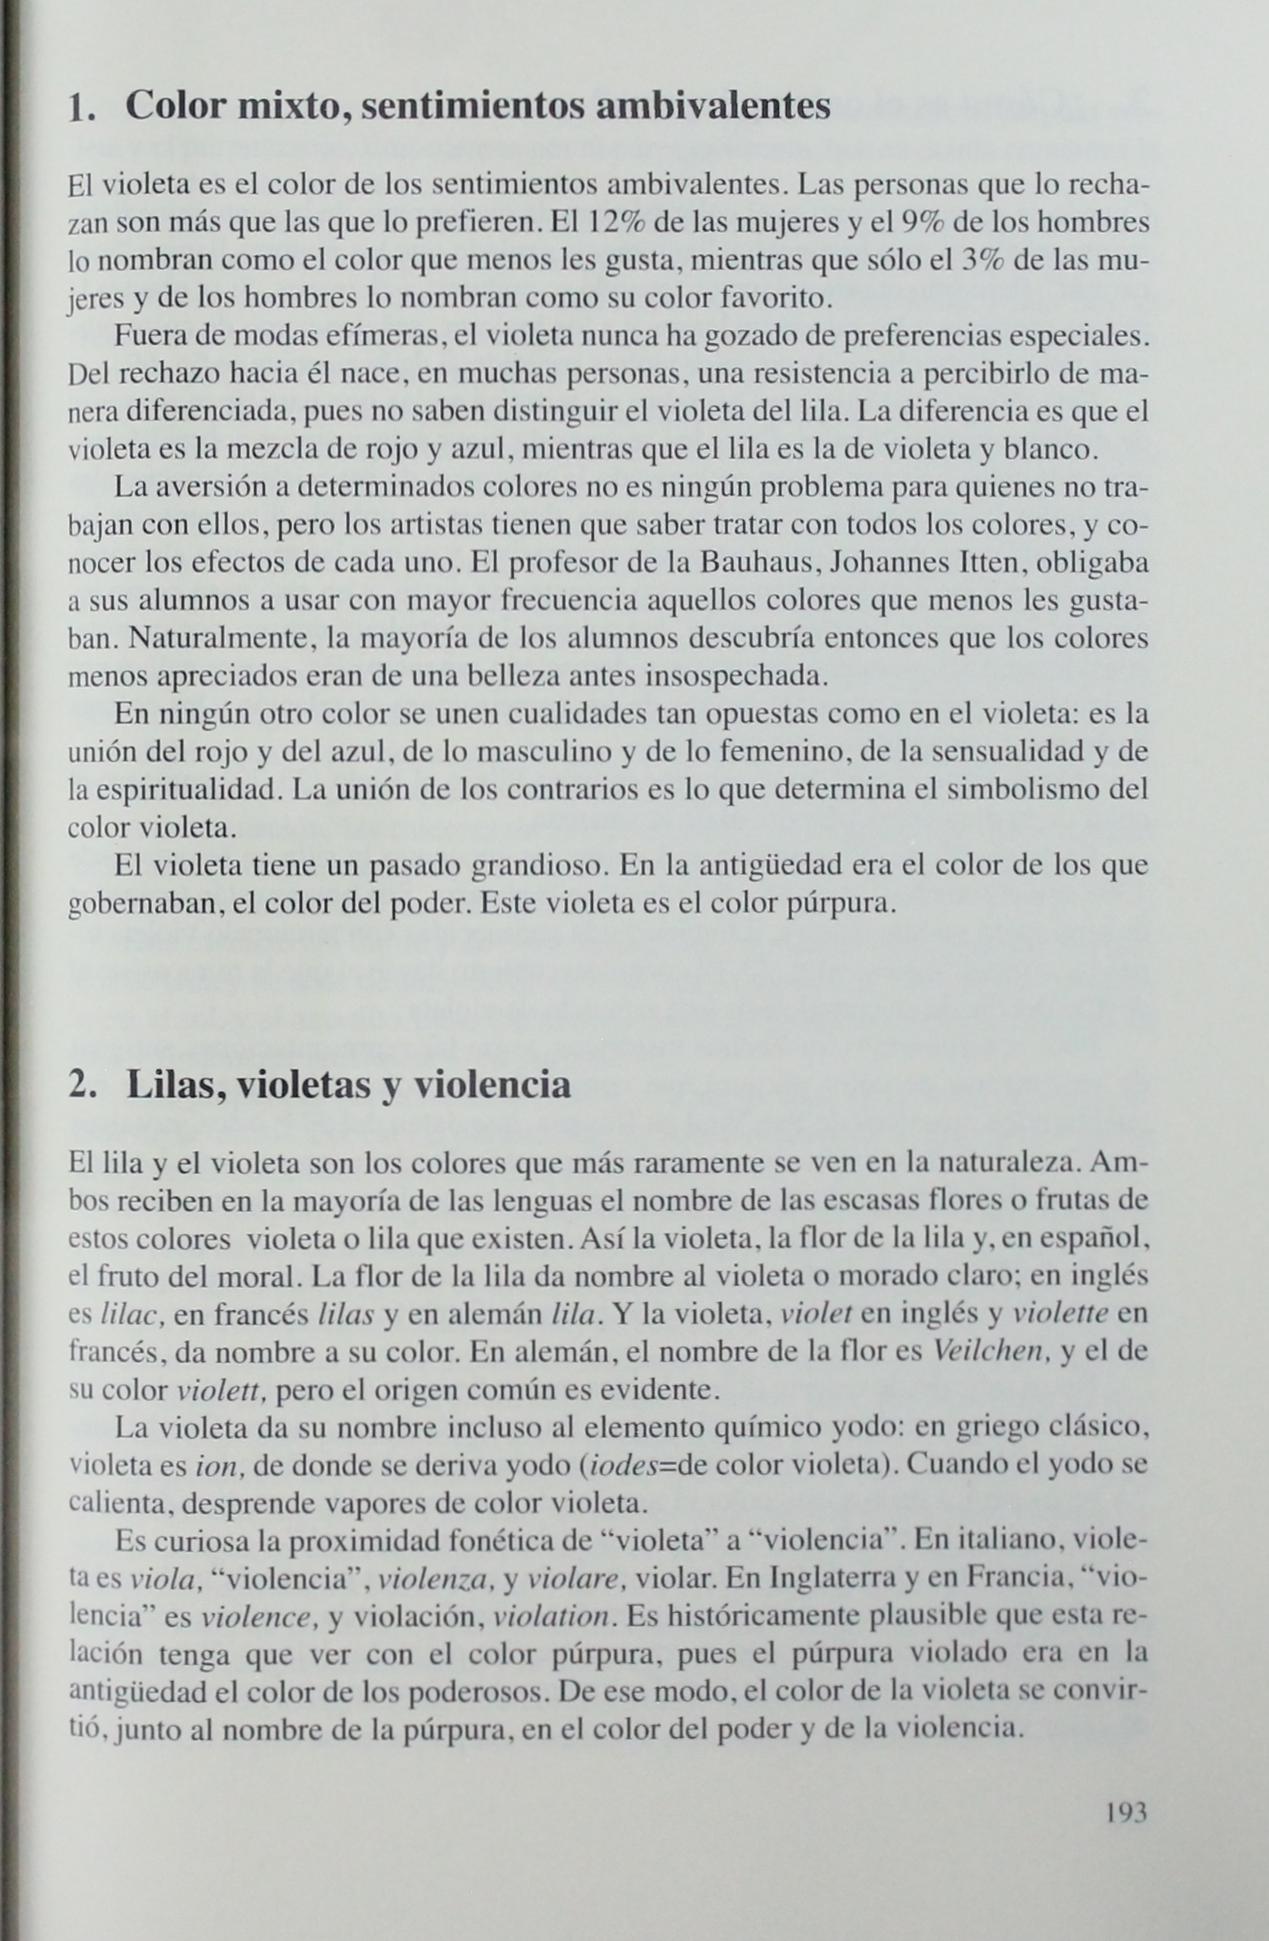 1. Color mixto, sentimientos ambivalentes
El violeta es el color de los sentimientos ambivalentes. Las personas que lo recha-
zan son más que las que lo prefieren. El 12% de las mujeres y el 9% de los hombres
lo nombran como el color que menos les gusta, mientras que sólo el 3% de las mu-
jeres y de los hombres lo nombran como su color favorito.
Fuera de modas efímeras, el violeta nunca ha gozado de preferencias especiales.
Del rechazo hacia él nace, en muchas personas, una resistencia a percibirlo de ma-
nera diferenciada, pues no saben distinguir el violeta del lila. La diferencia es que el
violeta es la mezcla de rojo y azul, mientras que el lila es la de violeta y blanco.
La aversión a determinados colores no es ningún problema para quienes no tra-
bajan con ellos, pero los artistas tienen que saber tratar con todos los colores, y co-
nocer los efectos de cada uno. El profesor de la Bauhaus, Johannes Itten, obligaba
a sus alumnos a usar con mayor frecuencia aquellos colores que menos les gusta-
ban. Naturalmente, la mayoría de los alumnos descubría entonces que los colores
menos apreciados eran de una belleza antes insospechada.
En ningún otro color se unen cualidades tan opuestas como en el violeta: es la
unión del rojo y del azul, de lo masculino y de lo femenino, de la sensualidad y de
la espiritualidad. La unión de los contrarios es lo que determina el simbolismo del
color violeta.
El violeta tiene un pasado grandioso. En la antigüedad era el color de los que
gobernaban, el color del poder. Este violeta es el color púrpura.
2. Lilas, violetas y violencia
El lila y el violeta son los colores que más raramente se ven en la naturaleza. Am-
bos reciben en la mayoría de las lenguas el nombre de las escasas flores o frutas de
estos colores violeta o lila que existen. Así la violeta, la flor de la lila y, en español,
el fruto del moral. La flor de la lila da nombre al violeta o morado claro; en inglés
es lilac, en francés lilas y en alemán lila. Y la violeta, violet en inglés y violette en
francés, da nombre a su color. En alemán, el nombre de la flor es Veilchen, y el de
su color violett, pero el origen común es evidente.
La violeta da su nombre incluso al elemento químico yodo: en griego clásico,
violeta es ion, de donde se deriva yodo (iodes=de color violeta). Cuando el yodo se
calienta, desprende vapores de color violeta.
Es curiosa la proximidad fonética de “violeta” a “violencia”. En italiano, viole-
ta es viola, “violencia”, violenza, y violare, violar. En Inglaterra y en Francia, “vio-
lencia” es violence, y violación, violation. Es históricamente plausible que esta re-
lación tenga que ver con el color púrpura, pues el púrpura violado era en la
antigüedad el color de los poderosos. De ese modo, el color de la violeta se convir-
tió, junto al nombre de la púrpura, en el color del poder y de la violencia.
193